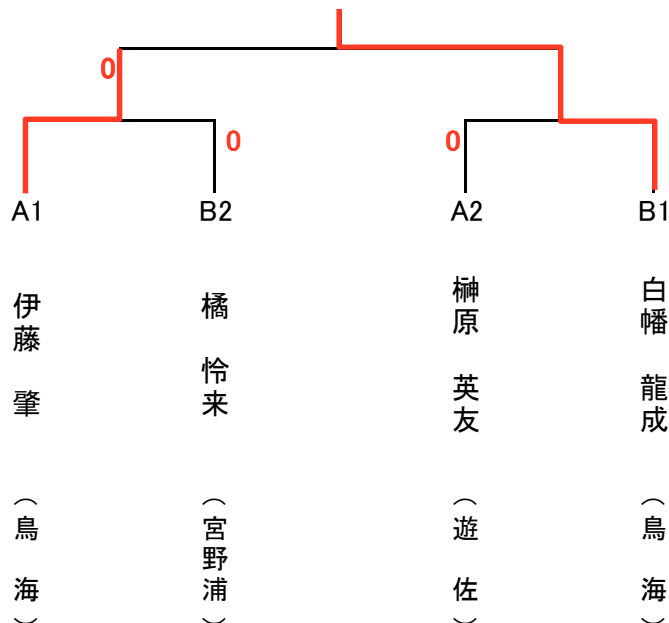 0
0
0
A1
B2
A2
B1
伊藤 肇
橘 怜来
榊原 英友
白幡 龍成
（鳥 海）
（宮野浦）
（遊 佐）
（鳥 海）